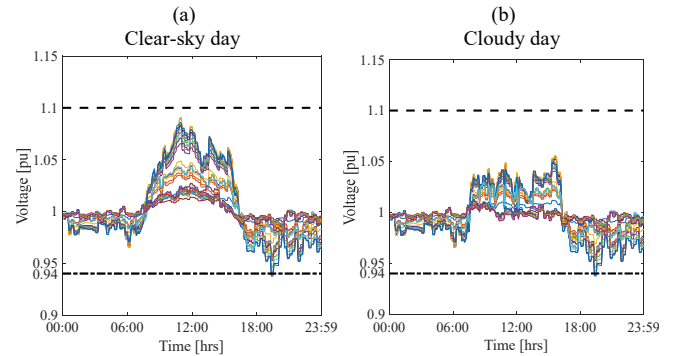 (a)
Clear-sky day
1.15
1.1
1.05
1
0.95
0.94
0.9
Voltage [pu]
00:00 06:00 12:00 18:00 23:59
Time [hrs]
(b)
Cloudy day
1.15
1.1
1.05
1
0.95
0.94
0.9
Voltage [pu]
00:00 06:00 12:00 18:00 23:59
Time [hrs]